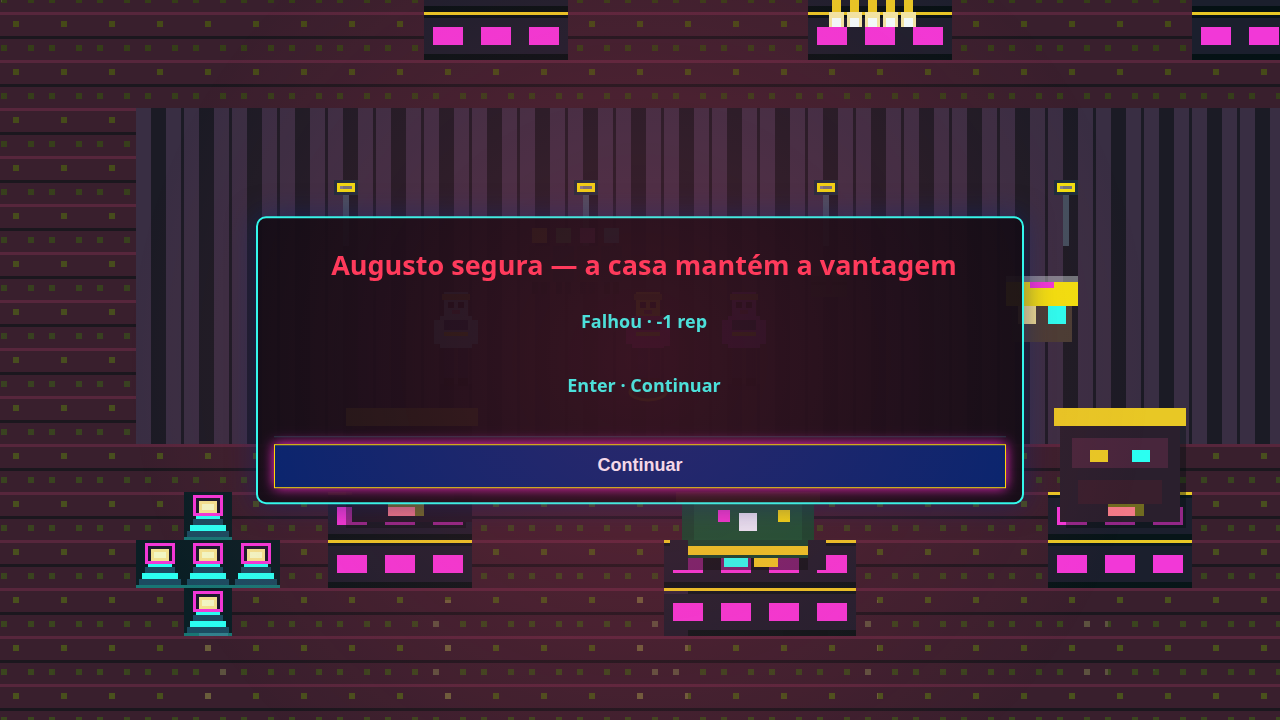 Augusto segura — a casa mantém a vantagem
Falhou · -1 rep
Enter · Continuar
Continuar